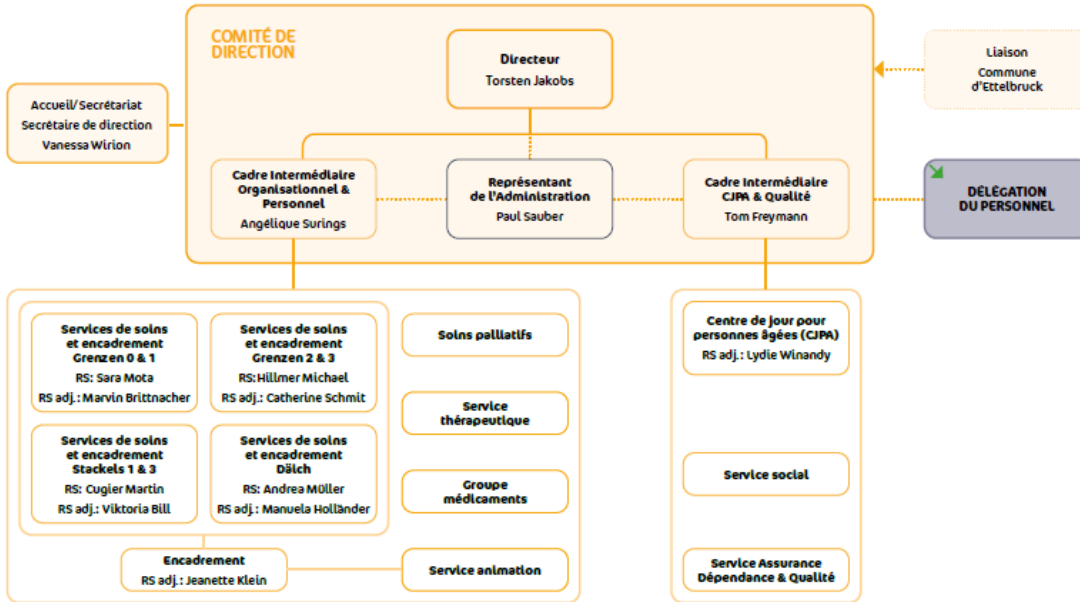 COMITÉ DE
DIRECTION
Directeur
Torsten Jakobs
Liaison
Commune
d'Ettelbruck
Accueil/Secrétariat
Secrétaire de direction
Vanessa Wirion
Cadre Intermédiaire
Organisationnel &
Personnel
Angélique Surings
Représentant
de l'Administration
Paul Sauber
Cadre Intermédiaire
CJPA & Qualité
Tom Freymann
DÉLÉGATION
DU PERSONNEL
Services de soins
et encadrement
Grenzen 0 & 1
RS: Sara Mota
RS adj.: Marvin Brittnacher
Services de soins
et encadrement
Grenzen 2 & 3
RS:Hillmer Michael
RS adj.: Catherine Schmit
Soins palliatifs
Centre de jour pour
personnes âgées (CJPA)
RS adj.: Lydie Winandy
Service
thérapeutique
Services de soins
et encadrement
Stackels 1 & 3
RS: Cugier Martin
RS adj.: Viktoria Bill
Services de soins
et encadrement
Dälch
RS: Andrea Müller
RS adj.: Manuela Holländer
Groupe
médicaments
Service social
Encadrement
RS adj.: Jeanette Klein
Service animation
Service Assurance
Dépendance & Qualité